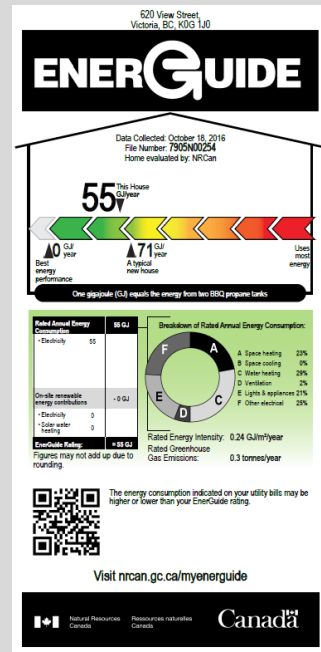 620 View Street,
Victoria, BC, K0G 1J0
ENERGUIDE
Data Collected: October 18, 2016
File Number: 7905N00254
Home evaluated by: NRCan
55 This House
GJ/year
0 GJ/
year
Best
energy
performance
71 GJ/
year
A typical
new house
Uses
most
energy
One gigajoule (GJ) equals the energy from two BBQ propane tanks
Rated Annual Energy
Consumption 55 GJ
• Electricity 55
On-site renewable
energy contributions - 0 GJ
• Electricity 0
• Solar water
heating 0
EnerGuide Rating: = 55 GJ
Figures may not add up due to
rounding.
Breakdown of Rated Annual Energy Consumption:
F
A
E
D
C
A Space heating 23%
B Space cooling 0%
C Water heating 29%
D Ventilation 2%
E Lights & appliances 21%
F Other electrical 25%
Rated Energy Intensity: 0.24 GJ/m²/year
Rated Greenhouse
Gas Emissions: 0.3 tonnes/year
The energy consumption indicated on your utility bills may be
higher or lower than your EnerGuide rating.
Visit nrcan.gc.ca/myenerguide
Natural Resources
Canada
Ressources naturelles
Canada
Canada